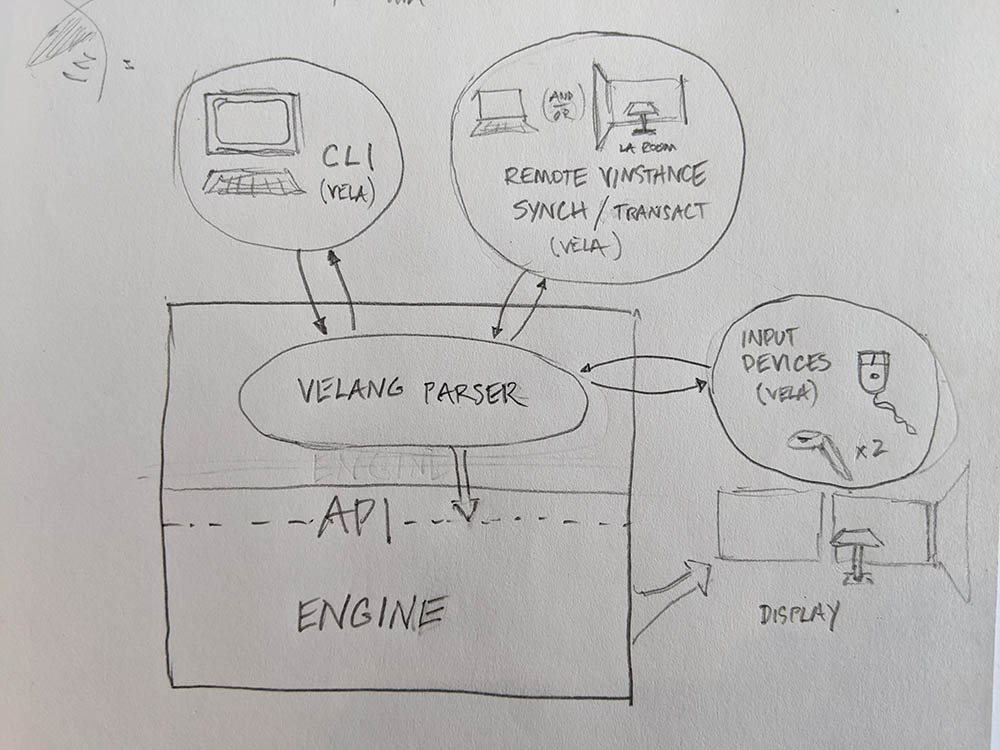 CLI
(VELA)
(AND
OR)
LA ROOM
REMOTE VINSTANCE
SYNCH / TRANSACT
(VELA)
INPUT
DEVICES
(VELA)
x2
VELANG PARSER
ENGINE
API
ENGINE
DISPLAY